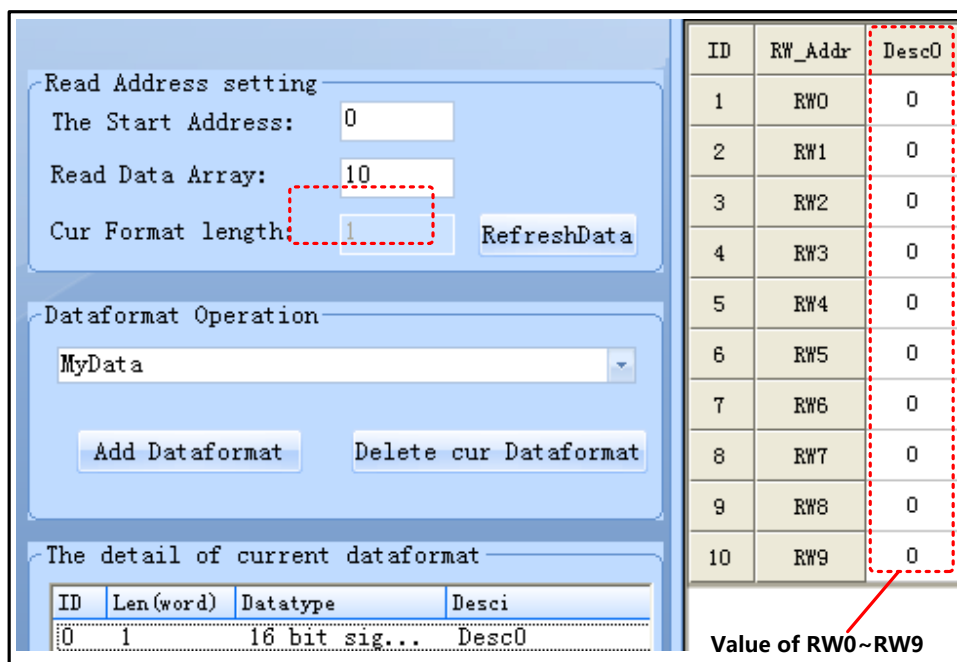 Read Address setting
The Start Address: 0
Read Data Array: 10
Cur Format length: 1 RefreshData
Dataformat Operation
MyData
Add Dataformat Delete cur Dataformat
The detail of current dataformat
ID Len(word) Datatype Desci
0 1 16 bit sig... Desc0
ID RW_Addr Desc0
1 RW0 0
2 RW1 0
3 RW2 0
4 RW3 0
5 RW4 0
6 RW5 0
7 RW6 0
8 RW7 0
9 RW8 0
10 RW9 0
Value of RW0~RW9